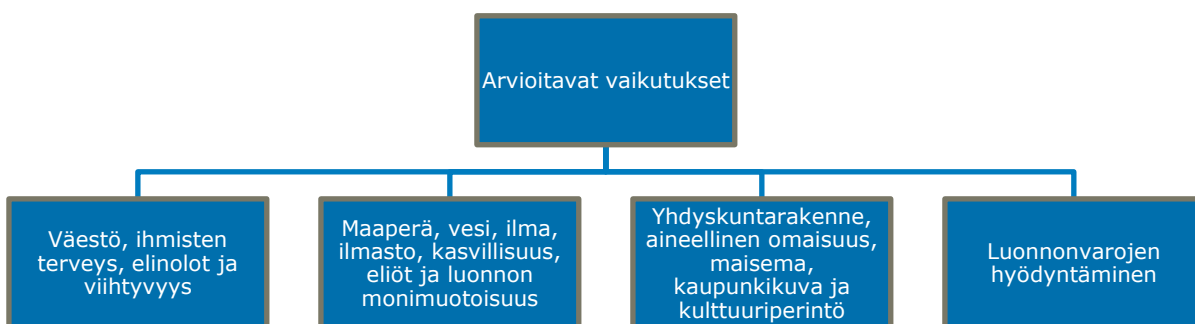 Arvioitavat vaikutukset
Väestö, ihmisten
terveys, elinolot ja
viihtyvyys
Maaperä, vesi, ilma,
ilmasto, kasvillisuus,
eliöt ja luonnon
monimuotoisuus
Yhdyskuntarakenne,
aineellinen omaisuus,
maisema,
kaupunkikuva ja
kulttuuriperintö
Luonnonvarojen
hyödyntäminen